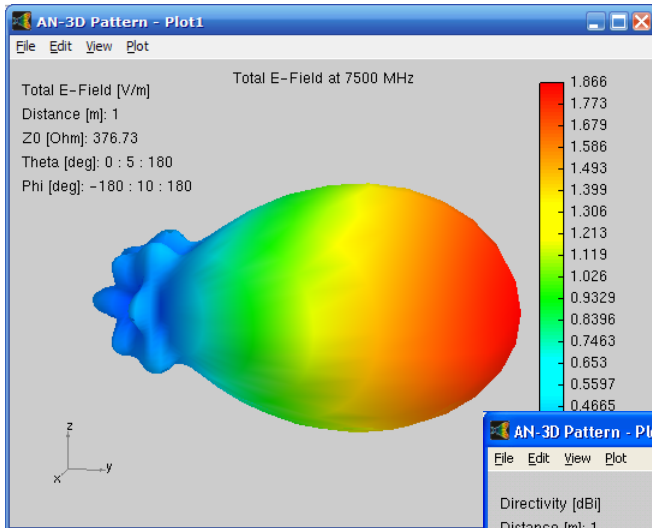 AN-3D Pattern - Plot1
File Edit View Plot
Total E-Field [V/m]
Distance [m]: 1
Z0 [Ohm]: 376.73
Theta [deg]: 0 : 5 : 180
Phi [deg]: -180 : 10 : 180
Total E-Field at 7500 MHz
1.866
1.773
1.679
1.586
1.493
1.399
1.306
1.213
1.119
1.026
0.9329
0.8396
0.7463
0.653
0.5597
0.4665
z
y
x
AN-3D Pattern - Plo
File Edit View Plot
Directivity [dBi]
Distance [m]: 1